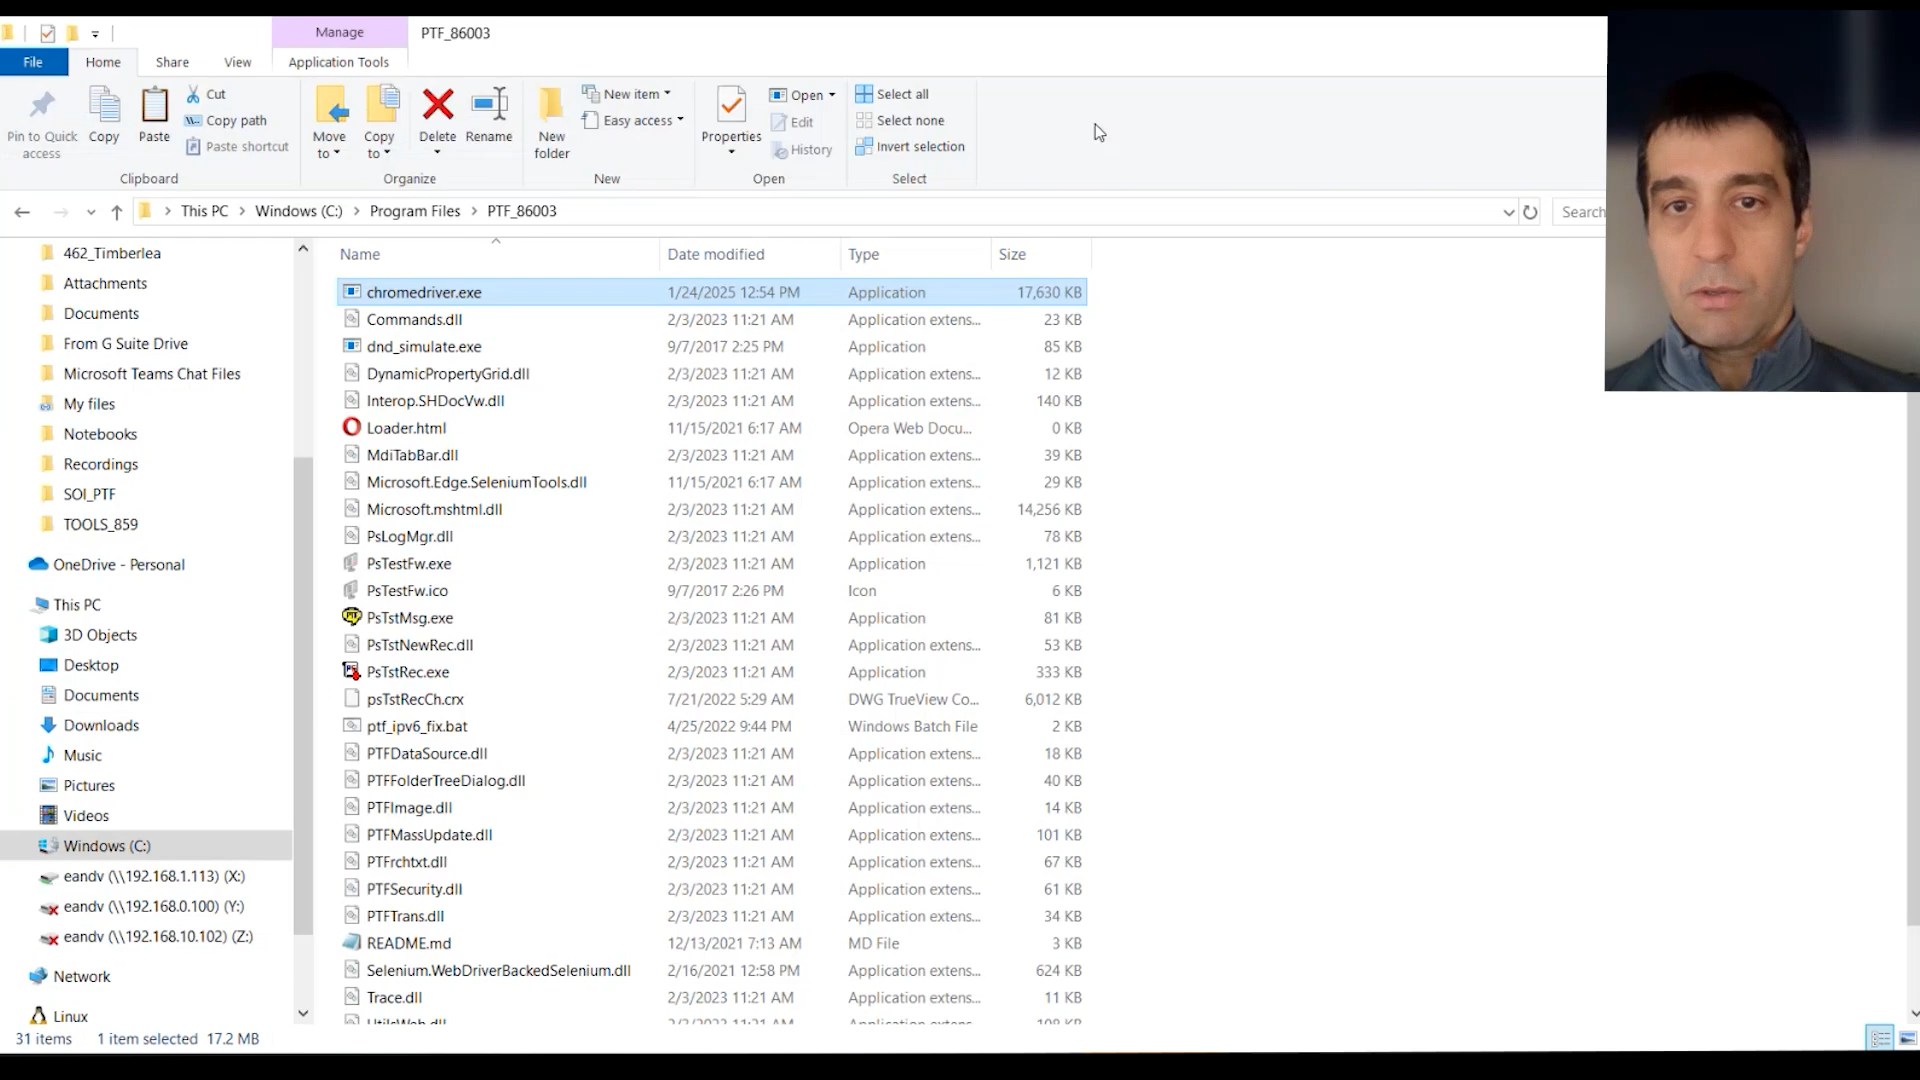 Manage
PTF_86003
File
Home
Share
View
Application Tools
Pin to Quick access
Copy
Paste
Cut
Copy path
Paste shortcut
Clipboard
Move to
Copy to
Delete
Rename
Organize
New folder
New item
Easy access
New
Properties
Open
Edit
History
Open
Select all
Select none
Invert selection
Select
This PC > Windows (C:) > Program Files > PTF_86003
Search
462_Timberlea
Attachments
Documents
From G Suite Drive
Microsoft Teams Chat Files
My files
Notebooks
Recordings
SOI_PTF
TOOLS_859
OneDrive - Personal
This PC
3D Objects
Desktop
Documents
Downloads
Music
Pictures
Videos
Windows (C:)
eandv (\\192.168.1.113) (X:)
eandv (\\192.168.0.100) (Y:)
eandv (\\192.168.10.102) (Z:)
Network
Linux
Name Date modified Type Size
chromedriver.exe 1/24/2025 12:54 PM Application 17,630 KB
Commands.dll 2/3/2023 11:21 AM Application extens... 23 KB
dnd_simulate.exe 9/7/2017 2:25 PM Application 85 KB
DynamicPropertyGrid.dll 2/3/2023 11:21 AM Application extens... 12 KB
Interop.SHDocVw.dll 2/3/2023 11:21 AM Application extens... 140 KB
Loader.html 11/15/2021 6:17 AM Opera Web Docu... 0 KB
MdiTabBar.dll 2/3/2023 11:21 AM Application extens... 39 KB
Microsoft.Edge.SeleniumTools.dll 11/15/2021 6:17 AM Application extens... 29 KB
Microsoft.mshtml.dll 2/3/2023 11:21 AM Application extens... 14,256 KB
PsLogMgr.dll 2/3/2023 11:21 AM Application extens... 78 KB
PsTestFw.exe 2/3/2023 11:21 AM Application 1,121 KB
PsTestFw.ico 9/7/2017 2:26 PM Icon 6 KB
PsTstMsg.exe 2/3/2023 11:21 AM Application 81 KB
PsTstNewRec.dll 2/3/2023 11:21 AM Application extens... 53 KB
PsTstRec.exe 2/3/2023 11:21 AM Application 333 KB
psTstRecCh.crx 7/21/2022 5:29 AM DWG TrueView Co... 6,012 KB
ptf_ipv6_fix.bat 4/25/2022 9:44 PM Windows Batch File 2 KB
PTFDataSource.dll 2/3/2023 11:21 AM Application extens... 18 KB
PTFFolderTreeDialog.dll 2/3/2023 11:21 AM Application extens... 40 KB
PTFImage.dll 2/3/2023 11:21 AM Application extens... 14 KB
PTFMassUpdate.dll 2/3/2023 11:21 AM Application extens... 101 KB
PTFrchtxt.dll 2/3/2023 11:21 AM Application extens... 67 KB
PTFSecurity.dll 2/3/2023 11:21 AM Application extens... 61 KB
PTFTrans.dll 2/3/2023 11:21 AM Application extens... 34 KB
README.md 12/13/2021 7:13 AM MD File 3 KB
Selenium.WebDriverBackedSelenium.dll 2/16/2021 12:58 PM Application extens... 624 KB
Trace.dll 2/3/2023 11:21 AM Application extens... 11 KB
31 items 1 item selected 17.2 MB